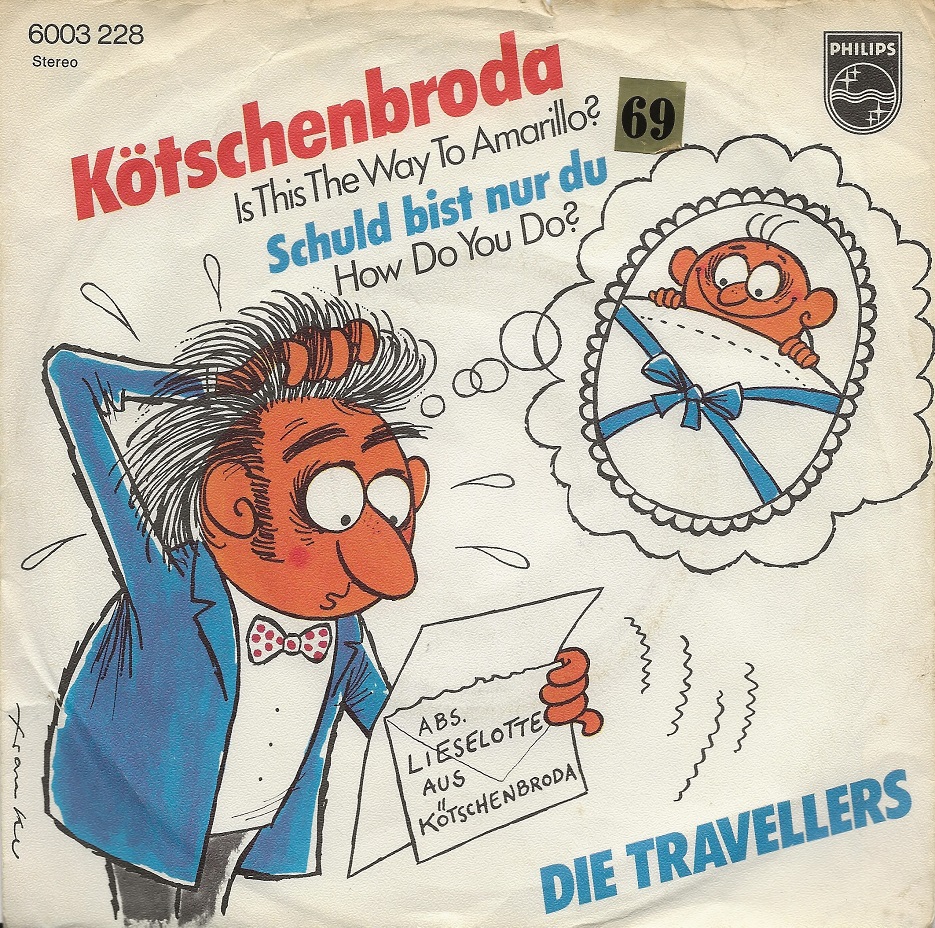 6003 228
Stereo
PHILIPS
69
Kötschenbroda
Is This The Way To Amarillo?
Schuld bist nur du
How Do You Do?
ABS.
LIESELOTTE
AUS
KÖTSCHENBRODA
DIE TRAVELLERS